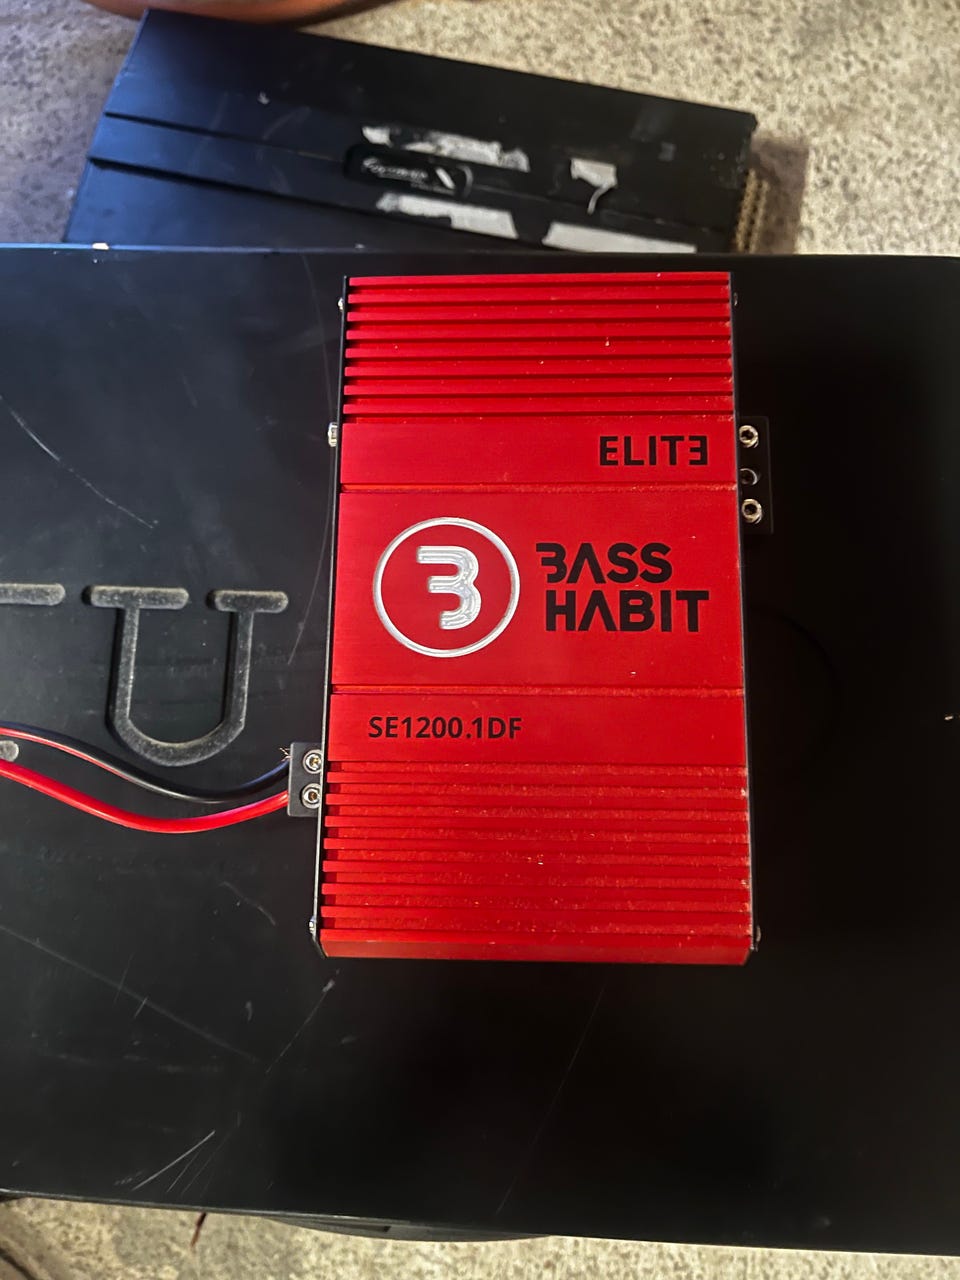 ELITE
BASS
HABIT
SE1200.1DF